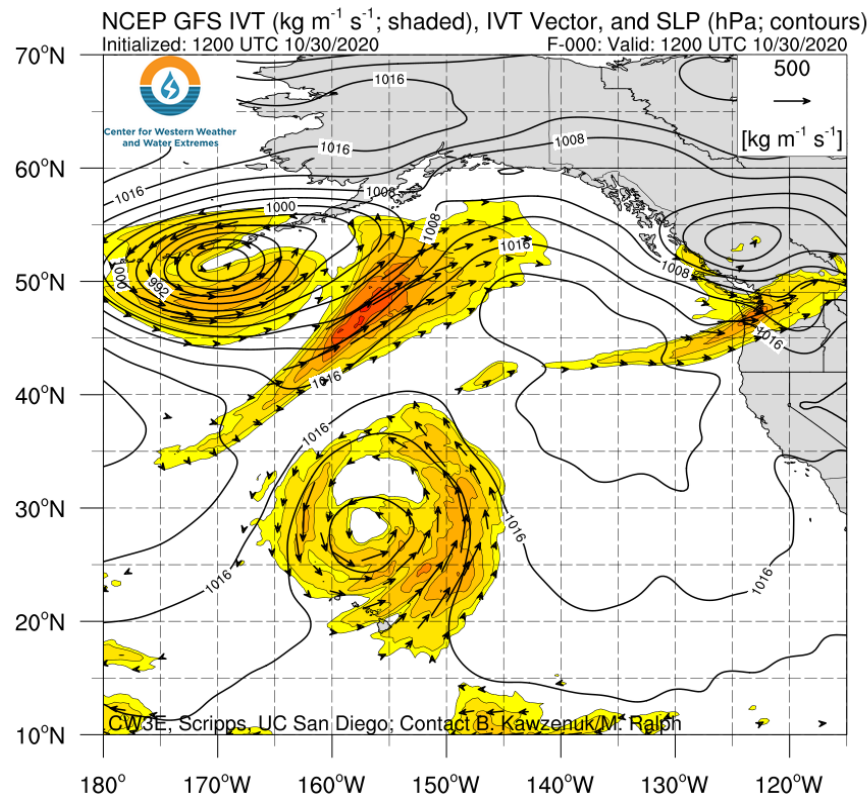 NCEP GFS IVT (kg m⁻¹ s⁻¹; shaded), IVT Vector, and SLP (hPa; contours)
Initialized: 1200 UTC 10/30/2020 F-000: Valid: 1200 UTC 10/30/2020
70°N
60°N
50°N
40°N
30°N
20°N
10°N
Center for Western Weather
and Water Extremes
500
[kg m⁻¹ s⁻¹]
1016
1016
1008
1016
1008
1000
1008
1016
1008
1000
992
1016
1016
1016
1016
1016
1016
CW3E, Scripps, UC San Diego; Contact B. Kawzenuk/M. Ralph
180° 170°W 160°W 150°W 140°W 130°W 120°W